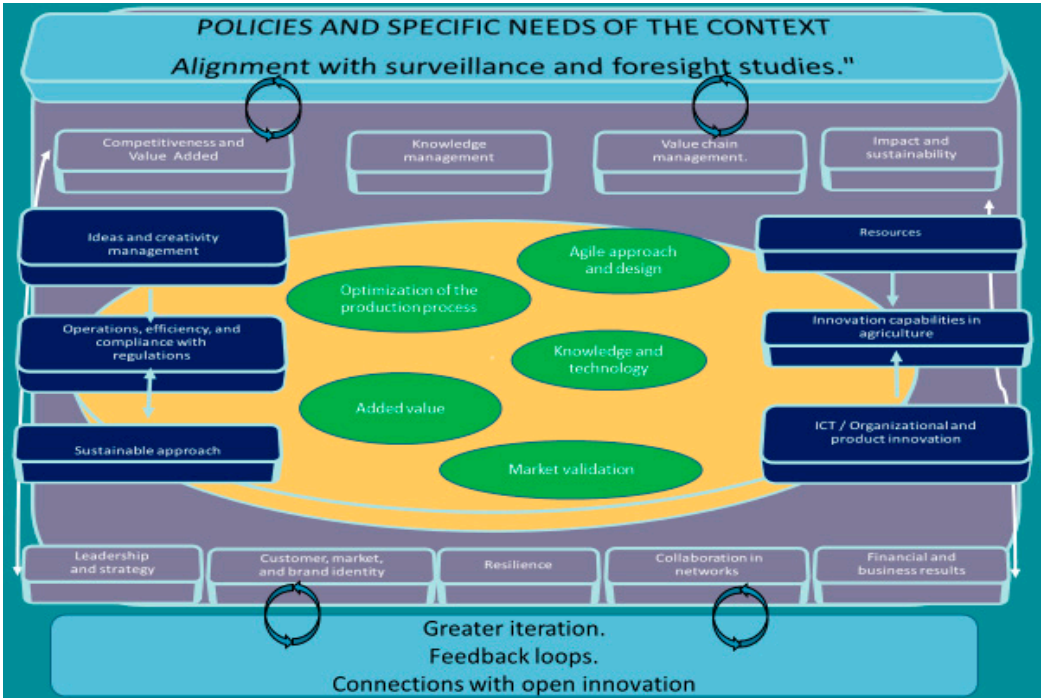 POLICIES AND SPECIFIC NEEDS OF THE CONTEXT
Alignment with surveillance and foresight studies."
Competitiveness and
Value Added
Knowledge
management
Value chain
management.
Impact and
sustainability
Ideas and creativity
management
Operations, efficiency, and
compliance with
regulations
Sustainable approach
Agile approach
and design
Optimization of the
production process
Knowledge and
technology
Added value
Market validation
Resources
Innovation capabilities in
agriculture
ICT / Organizational and
product innovation
Leadership
and strategy
Customer, market,
and brand identity
Resilience
Collaboration in
networks
Financial and
business results
Greater iteration.
Feedback loops.
Connections with open innovation